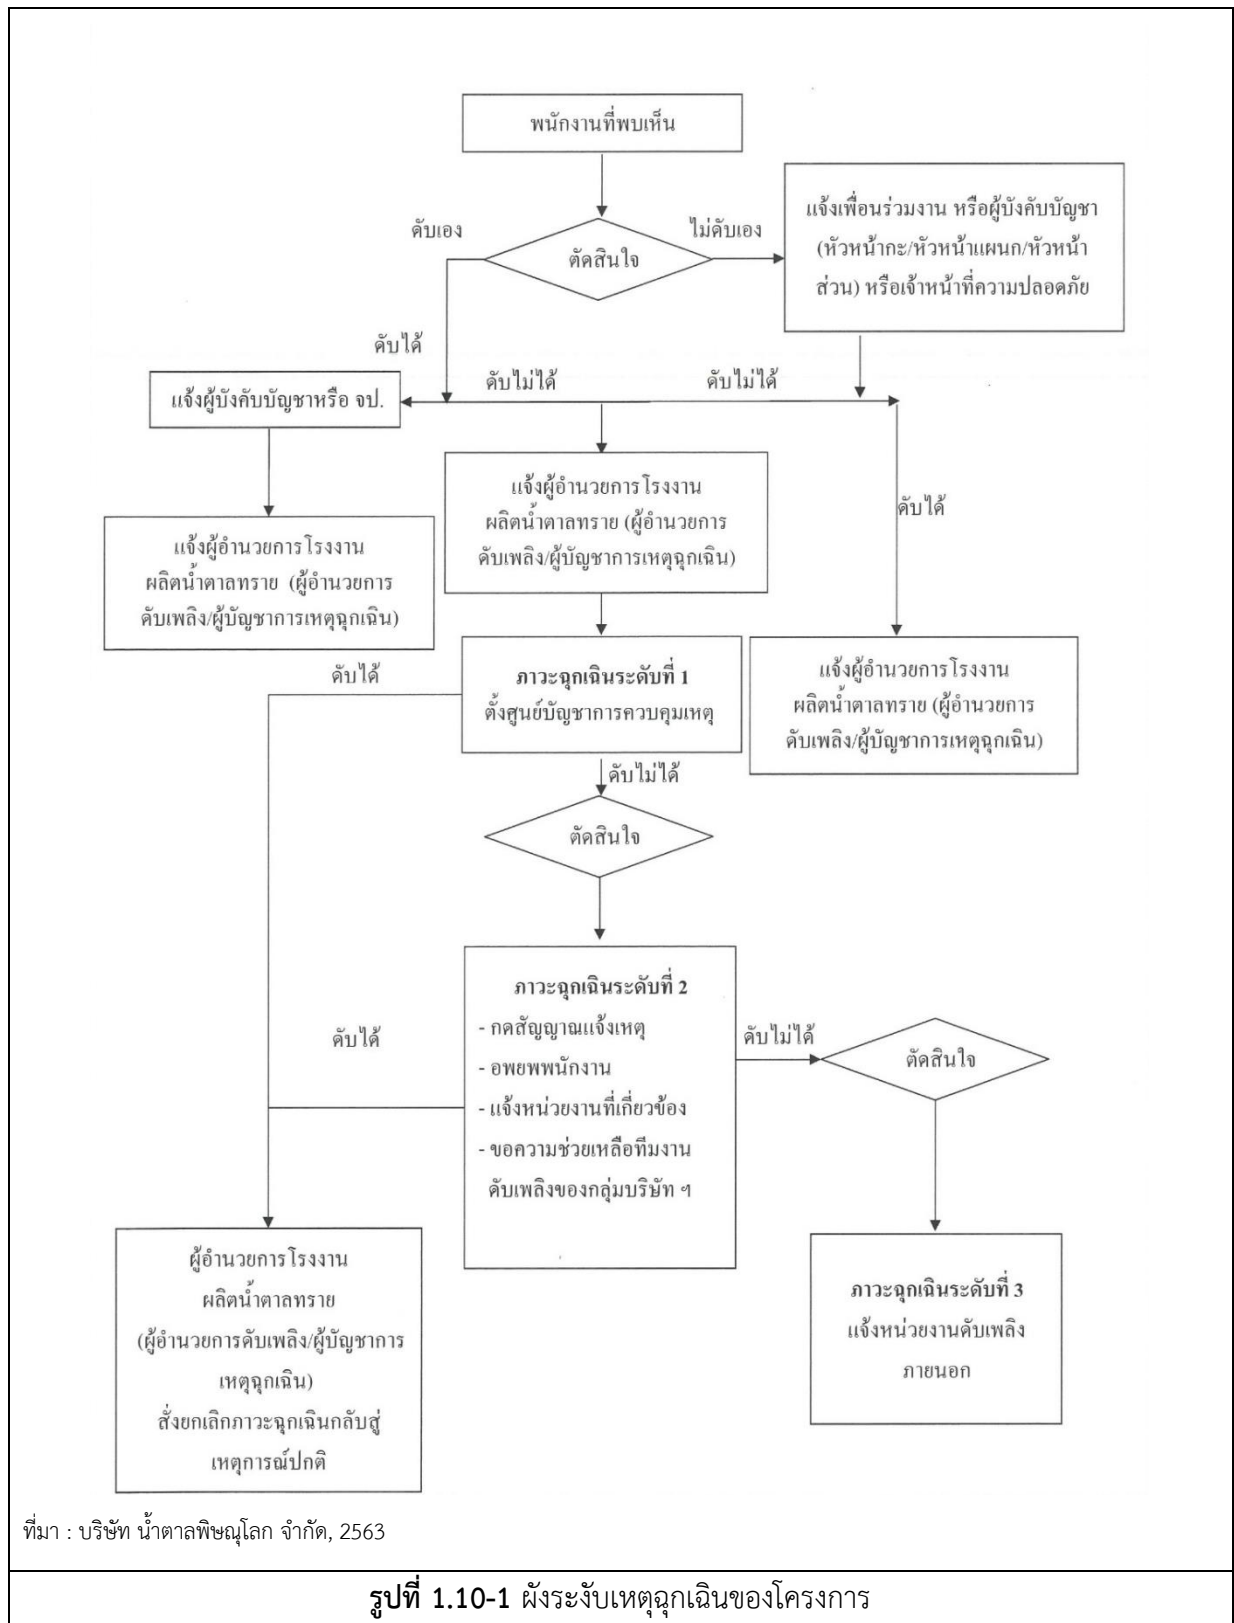 พนักงานที่พบเห็น
แจ้งเพื่อนร่วมงาน หรือผู้บังคับบัญชา
(หัวหน้ากะ/หัวหน้าแผนก/หัวหน้า
ส่วน) หรือเจ้าหน้าที่ความปลอดภัย
ดับเอง
ไม่ดับเอง
ตัดสินใจ
ดับได้
ดับไม่ได้
ดับไม่ได้
แจ้งผู้บังคับบัญชาหรือ จป.
แจ้งผู้อำนวยการโรงงาน
ผลิตน้ำตาลทราย (ผู้อำนวยการ
ดับเพลิง/ผู้บัญชาการเหตุฉุกเฉิน)
ดับได้
แจ้งผู้อำนวยการโรงงาน
ผลิตน้ำตาลทราย (ผู้อำนวยการ
ดับเพลิง/ผู้บัญชาการเหตุฉุกเฉิน)
แจ้งผู้อำนวยการโรงงาน
ผลิตน้ำตาลทราย (ผู้อำนวยการ
ดับเพลิง/ผู้บัญชาการเหตุฉุกเฉิน)
ดับได้
ภาวะฉุกเฉินระดับที่ 1
ตั้งศูนย์บัญชาการควบคุมเหตุ
ดับไม่ได้
ตัดสินใจ
ภาวะฉุกเฉินระดับที่ 2
- กดสัญญาณแจ้งเหตุ
- อพยพพนักงาน
- แจ้งหน่วยงานที่เกี่ยวข้อง
- ขอความช่วยเหลือทีมงาน
ดับเพลิงของกลุ่มบริษัท ฯ
ดับได้
ดับไม่ได้
ตัดสินใจ
ผู้อำนวยการโรงงาน
ผลิตน้ำตาลทราย
(ผู้อำนวยการดับเพลิง/ผู้บัญชาการ
เหตุฉุกเฉิน)
สั่งยกเลิกภาวะฉุกเฉินกลับสู่
เหตุการณ์ปกติ
ภาวะฉุกเฉินระดับที่ 3
แจ้งหน่วยงานดับเพลิง
ภายนอก
ที่มา : บริษัท น้ำตาลพิษณุโลก จำกัด, 2563
รูปที่ 1.10-1 ผังระงับเหตุฉุกเฉินของโครงการ